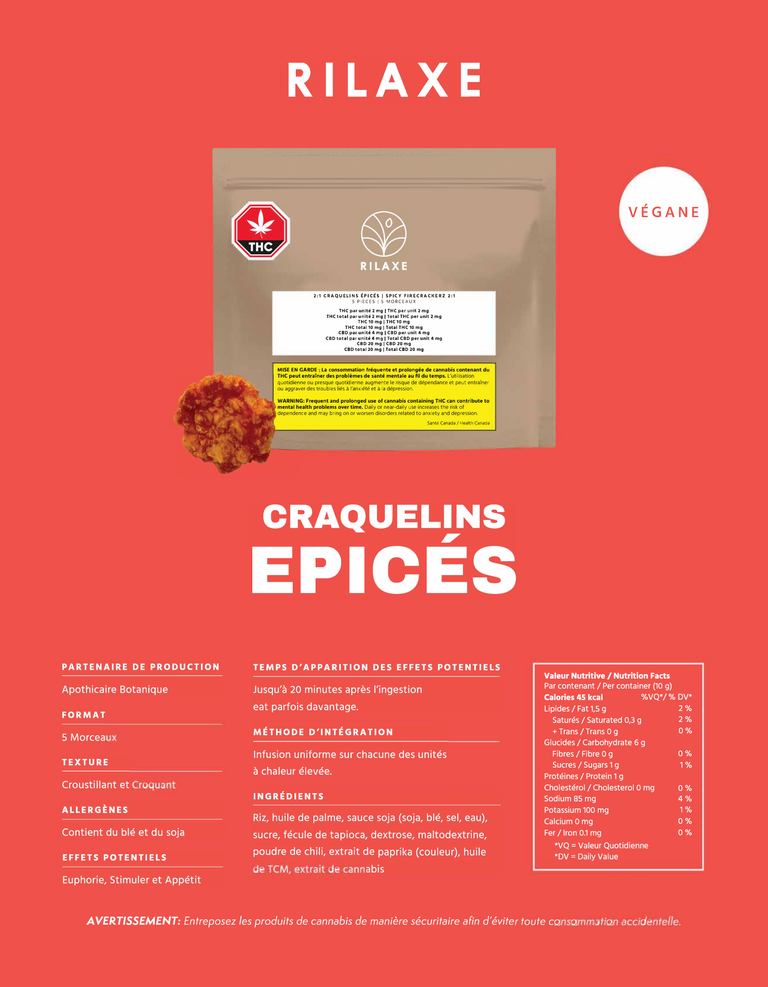 RILAXE
VÉGANE
THC
RILAXE
2:1 CRAQUELINS ÉPICÉS | SPICY FIRECRACKERZ 2:1
5 PIECES | 5 MORCEAUX
THC par unité 2 mg | THC per unit 2 mg
THC total par unité 2 mg | Total THC per unit 2 mg
THC 10 mg | THC 10 mg
THC total 10 mg | Total THC 10 mg
CBD par unité 4 mg | CBD per unit 4 mg
CBD total par unité 4 mg | Total CBD per unit 4 mg
CBD 20 mg | CBD 20 mg
CBD total 20 mg | Total CBD 20 mg
MISE EN GARDE : La consommation fréquente et prolongée de cannabis contenant du
THC peut entraîner des problèmes de santé mentale au fil du temps. L'utilisation
quotidienne ou presque quotidienne augmente le risque de dépendance et peut entraîner
ou aggraver des troubles liés à l'anxiété et à la dépression.
WARNING: Frequent and prolonged use of cannabis containing THC can contribute to
mental health problems over time. Daily or near-daily use increases the risk of
dependence and may bring on or worsen disorders related to anxiety and depression.
Santé Canada / Health Canada
CRAQUELINS
EPICÉS
PARTENAIRE DE PRODUCTION
Apothicaire Botanique
FORMAT
5 Morceaux
TEXTURE
Croustillant et Croquant
ALLERGÈNES
Contient du blé et du soja
EFFETS POTENTIELS
Euphorie, Stimuler et Appétit
TEMPS D'APPARITION DES EFFETS POTENTIELS
Jusqu'à 20 minutes après l'ingestion
eat parfois davantage.
MÉTHODE D'INTÉGRATION
Infusion uniforme sur chacune des unités
à chaleur élevée.
INGRÉDIENTS
Riz, huile de palme, sauce soja (soja, blé, sel, eau),
sucre, fécule de tapioca, dextrose, maltodextrine,
poudre de chili, extrait de paprika (couleur), huile
de TCM, extrait de cannabis
Valeur Nutritive / Nutrition Facts
Par contenant / Per container (10 g)
Calories 45 kcal %VQ*/ % DV*
Lipides / Fat 1,5 g 2 %
Saturés / Saturated 0,3 g 2 %
+ Trans / Trans 0 g 0 %
Glucides / Carbohydrate 6 g
Fibres / Fibre 0 g 0 %
Sucres / Sugars 1 g 1 %
Protéines / Protein 1 g
Cholestérol / Cholesterol 0 mg 0 %
Sodium 85 mg 4 %
Potassium 100 mg 1 %
Calcium 0 mg 0 %
Fer / Iron 0.1 mg 0 %
*VQ = Valeur Quotidienne
*DV = Daily Value
AVERTISSEMENT: Entreposez les produits de cannabis de manière sécuritaire afin d'éviter toute consommation accidentelle.